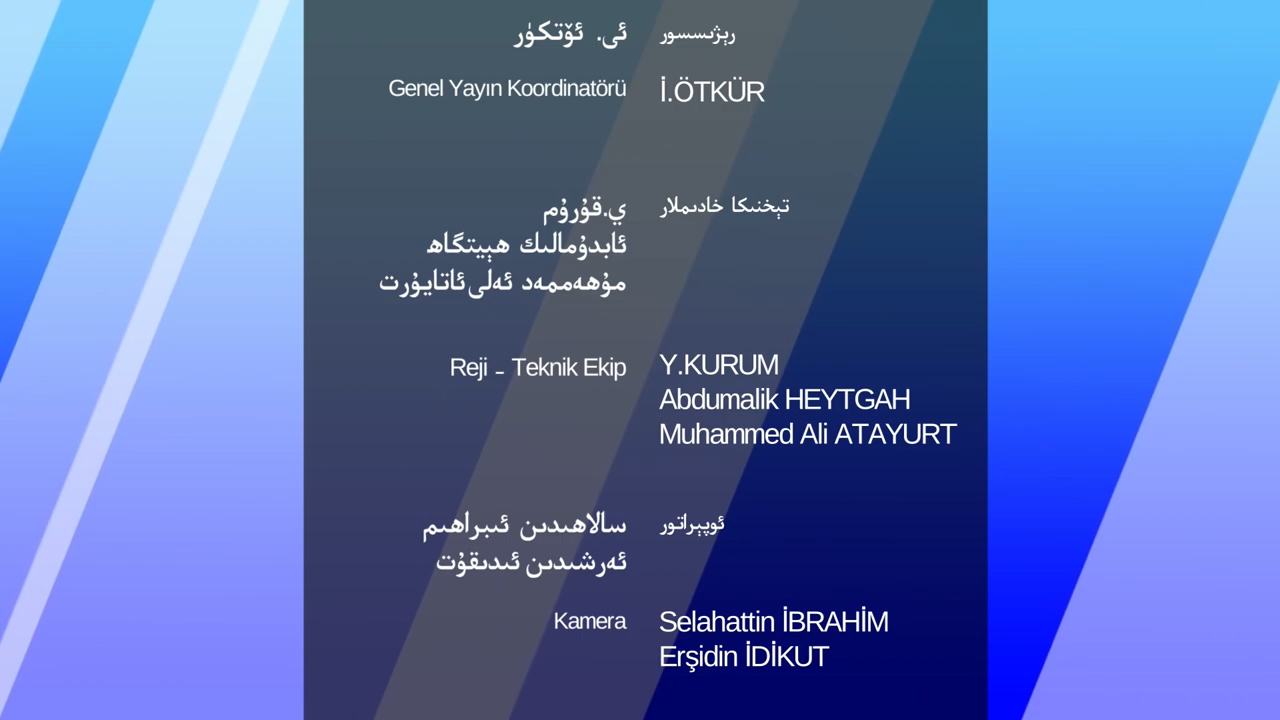 رېژىسسور ئى. ئۆتكۈر
Genel Yayın Koordinatörü İ.ÖTKÜR
تېخنىكا خادىملار ي.قۇرۇم
ئابدۇمالىك ھېيتگاھ
مۇھەممەد ئەلى ئاتايۇرت
Reji - Teknik Ekip Y.KURUM
Abdumalik HEYTGAH
Muhammed Ali ATAYURT
ئوپېراتور سالاھىدىن ئىبراھىم
ئەرشىدىن ئىدىقۇت
Kamera Selahattin İBRAHİM
Erşidin İDİKUT